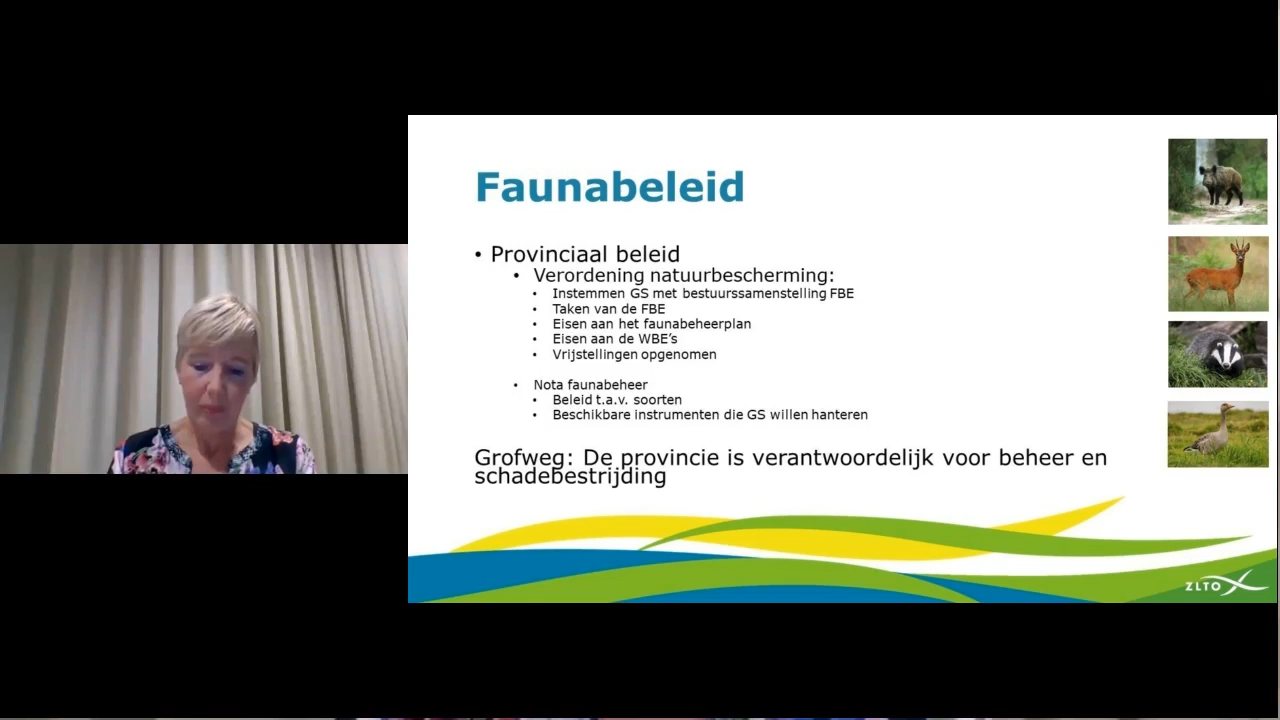 Faunabeleid
• Provinciaal beleid
• Verordening natuurbescherming:
• Instemmen GS met bestuurssamenstelling FBE
• Taken van de FBE
• Eisen aan het faunabeheerplan
• Eisen aan de WBE’s
• Vrijstellingen opgenomen
• Nota faunabeheer
• Beleid t.a.v. soorten
• Beschikbare instrumenten die GS willen hanteren
Grofweg: De provincie is verantwoordelijk voor beheer en
schadebestrijding
ZLTO